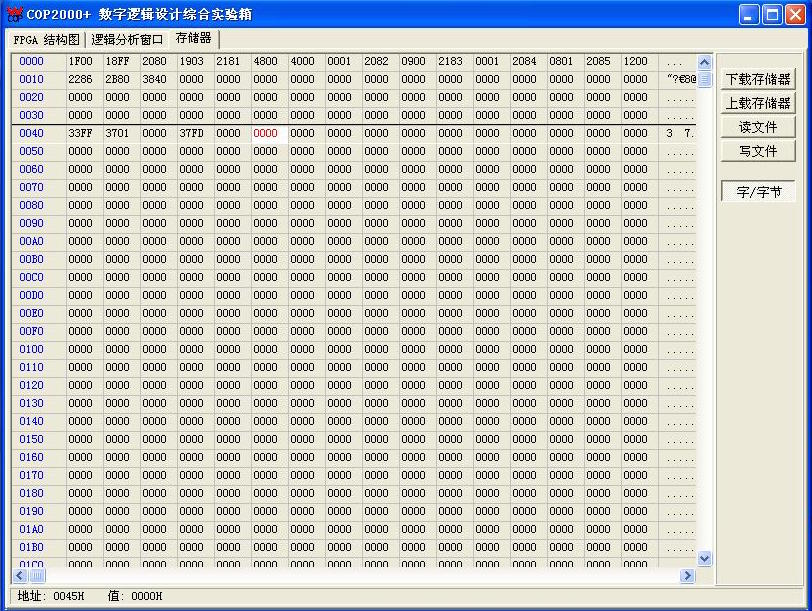 COP2000+ 数字逻辑设计综合实验箱
FPGA 结构图 逻辑分析窗口 存储器
0000 1F00 18FF 2080 1903 2181 4800 4000 0001 2082 0900 2183 0001 2084 0801 2085 1200 ...
0010 2286 2B80 3840 0000 0000 0000 0000 0000 0000 0000 0000 0000 0000 0000 0000 0000 "?€8@
0020 0000 0000 0000 0000 0000 0000 0000 0000 0000 0000 0000 0000 0000 0000 0000 0000 .....
0030 0000 0000 0000 0000 0000 0000 0000 0000 0000 0000 0000 0000 0000 0000 0000 0000 .....
0040 33FF 3701 0000 37FD 0000 0000 0000 0000 0000 0000 0000 0000 0000 0000 0000 0000 3 7.
0050 0000 0000 0000 0000 0000 0000 0000 0000 0000 0000 0000 0000 0000 0000 0000 0000 .....
0060 0000 0000 0000 0000 0000 0000 0000 0000 0000 0000 0000 0000 0000 0000 0000 0000 .....
0070 0000 0000 0000 0000 0000 0000 0000 0000 0000 0000 0000 0000 0000 0000 0000 0000 .....
0080 0000 0000 0000 0000 0000 0000 0000 0000 0000 0000 0000 0000 0000 0000 0000 0000 .....
0090 0000 0000 0000 0000 0000 0000 0000 0000 0000 0000 0000 0000 0000 0000 0000 0000 .....
00A0 0000 0000 0000 0000 0000 0000 0000 0000 0000 0000 0000 0000 0000 0000 0000 0000 .....
00B0 0000 0000 0000 0000 0000 0000 0000 0000 0000 0000 0000 0000 0000 0000 0000 0000 .....
00C0 0000 0000 0000 0000 0000 0000 0000 0000 0000 0000 0000 0000 0000 0000 0000 0000 .....
00D0 0000 0000 0000 0000 0000 0000 0000 0000 0000 0000 0000 0000 0000 0000 0000 0000 .....
00E0 0000 0000 0000 0000 0000 0000 0000 0000 0000 0000 0000 0000 0000 0000 0000 0000 .....
00F0 0000 0000 0000 0000 0000 0000 0000 0000 0000 0000 0000 0000 0000 0000 0000 0000 .....
0100 0000 0000 0000 0000 0000 0000 0000 0000 0000 0000 0000 0000 0000 0000 0000 0000 .....
0110 0000 0000 0000 0000 0000 0000 0000 0000 0000 0000 0000 0000 0000 0000 0000 0000 .....
0120 0000 0000 0000 0000 0000 0000 0000 0000 0000 0000 0000 0000 0000 0000 0000 0000 .....
0130 0000 0000 0000 0000 0000 0000 0000 0000 0000 0000 0000 0000 0000 0000 0000 0000 .....
0140 0000 0000 0000 0000 0000 0000 0000 0000 0000 0000 0000 0000 0000 0000 0000 0000 .....
0150 0000 0000 0000 0000 0000 0000 0000 0000 0000 0000 0000 0000 0000 0000 0000 0000 .....
0160 0000 0000 0000 0000 0000 0000 0000 0000 0000 0000 0000 0000 0000 0000 0000 0000 .....
0170 0000 0000 0000 0000 0000 0000 0000 0000 0000 0000 0000 0000 0000 0000 0000 0000 .....
0180 0000 0000 0000 0000 0000 0000 0000 0000 0000 0000 0000 0000 0000 0000 0000 0000 .....
0190 0000 0000 0000 0000 0000 0000 0000 0000 0000 0000 0000 0000 0000 0000 0000 0000 .....
01A0 0000 0000 0000 0000 0000 0000 0000 0000 0000 0000 0000 0000 0000 0000 0000 0000 .....
01B0 0000 0000 0000 0000 0000 0000 0000 0000 0000 0000 0000 0000 0000 0000 0000 0000 .....
01C0 0000 0000 0000 0000 0000 0000 0000 0000 0000 0000 0000 0000 0000 0000 0000 0000
下载存储器
上载存储器
读文件
写文件
字/字节
地址: 0045H 值: 0000H